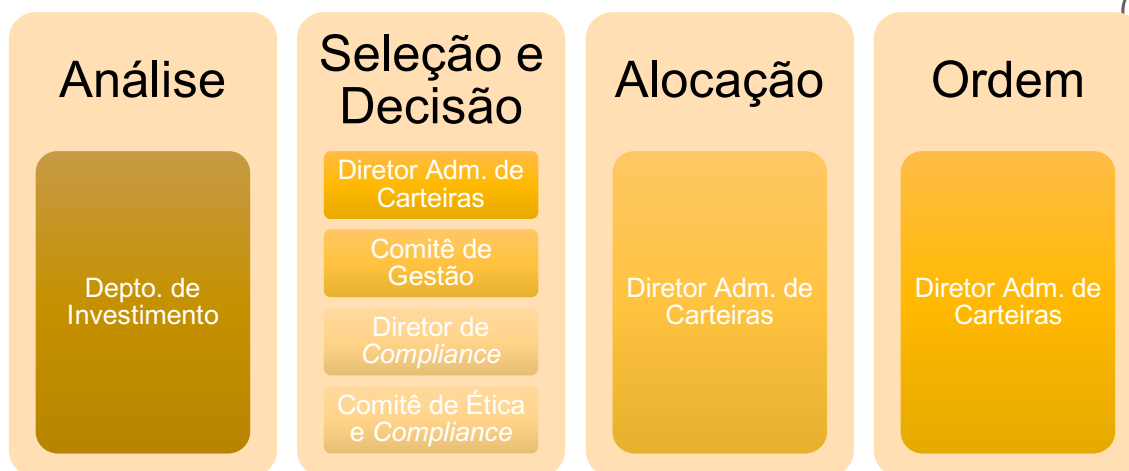 Análise
Depto. de
Investimento
Seleção e
Decisão
Diretor Adm. de
Carteiras
Comitê de
Gestão
Diretor de
Compliance
Comitê de Ética
e Compliance
Alocação
Diretor Adm. de
Carteiras
Ordem
Diretor Adm. de
Carteiras